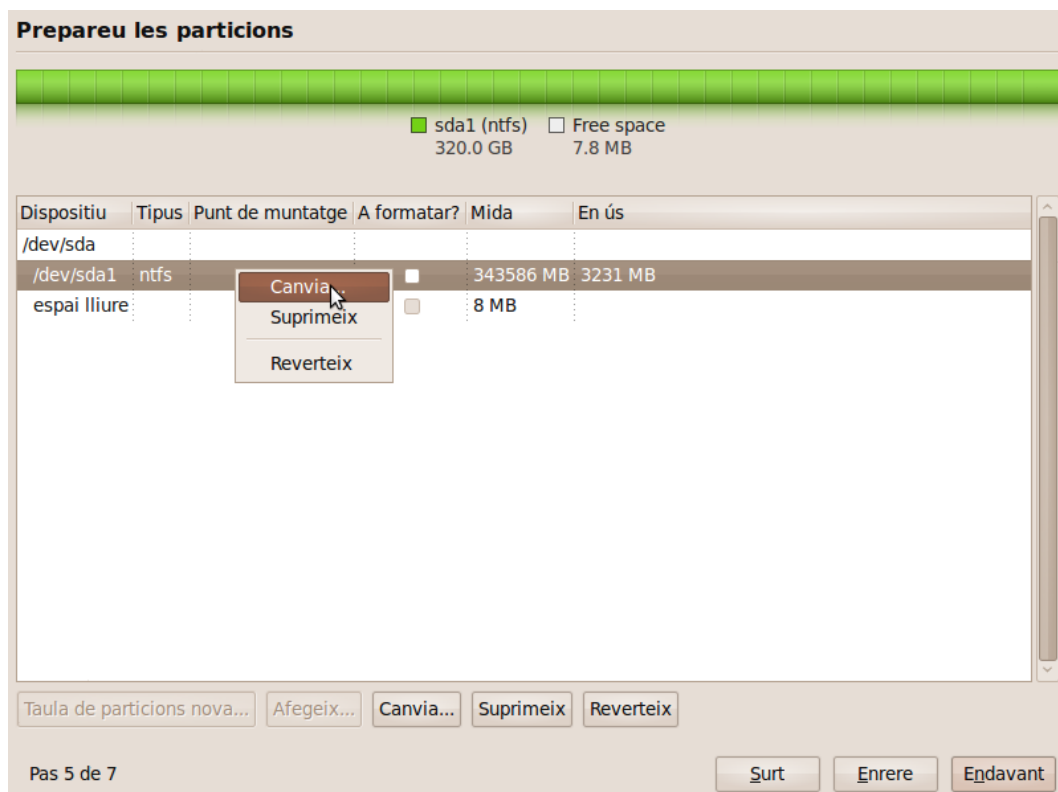 Prepareu les particions
sda1 (ntfs) Free space
320.0 GB 7.8 MB
Dispositiu Tipus Punt de muntatge A formatar? Mida En ús
/dev/sda
/dev/sda1 ntfs 343586 MB 3231 MB
Canvia...
espai lliure 8 MB
Suprimeix
Reverteix
Taula de particions nova... Afegeix... Canvia... Suprimeix Reverteix
Pas 5 de 7 Surt Enrere Endavant